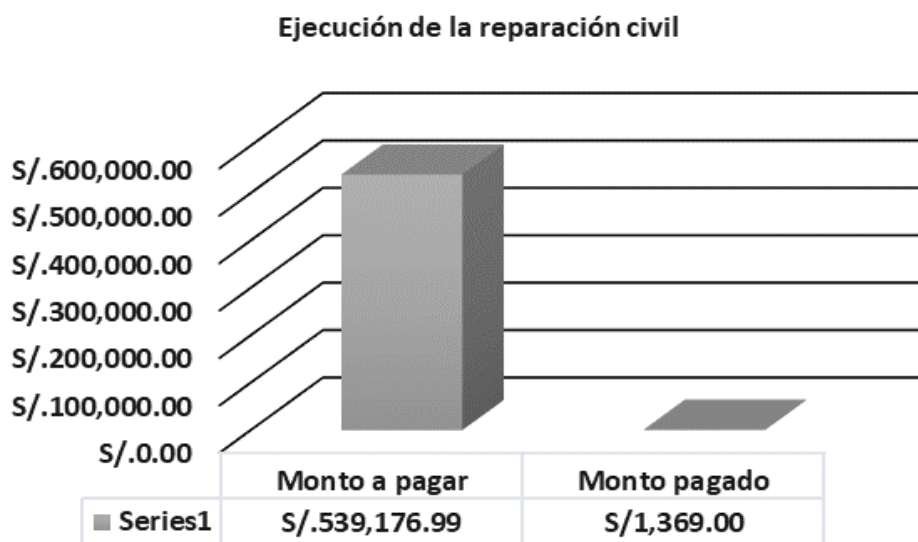 Ejecución de la reparación civil
S/.600,000.00
S/.500,000.00
S/.400,000.00
S/.300,000.00
S/.200,000.00
S/.100,000.00
S/.0.00
Monto a pagar Monto pagado
Series1 S/.539,176.99 S/1,369.00